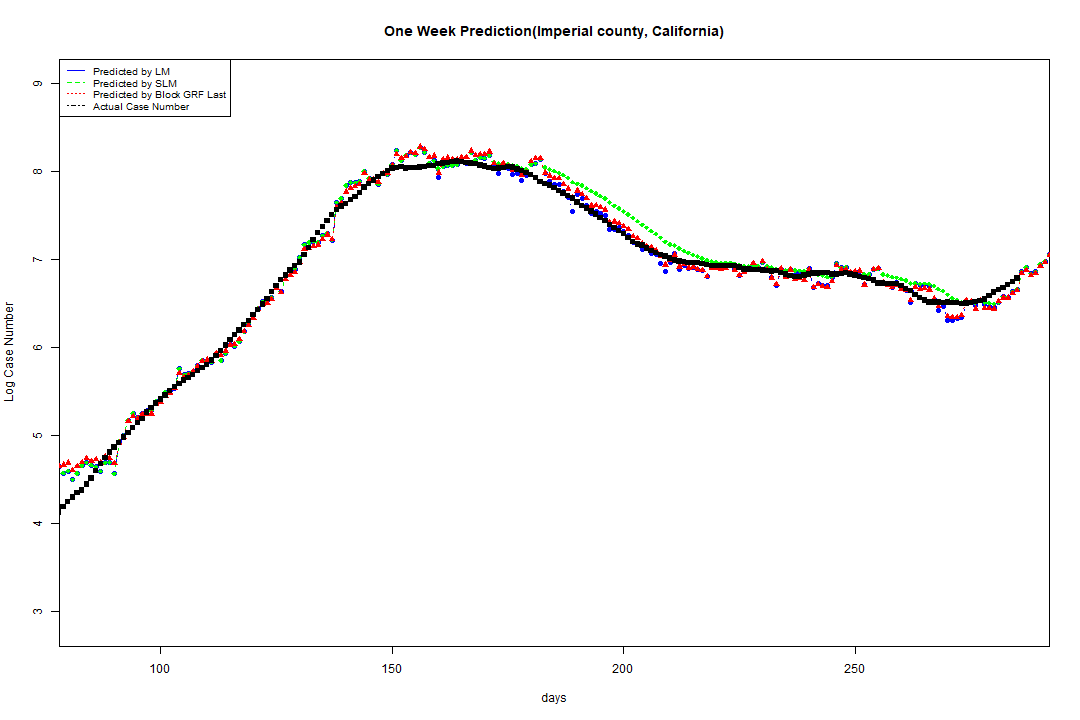 One Week Prediction(Imperial county, California)
Predicted by LM
Predicted by SLM
Predicted by Block GRF Last
Actual Case Number
9
8
7
6
5
4
3
Log Case Number
100 150 200 250
days